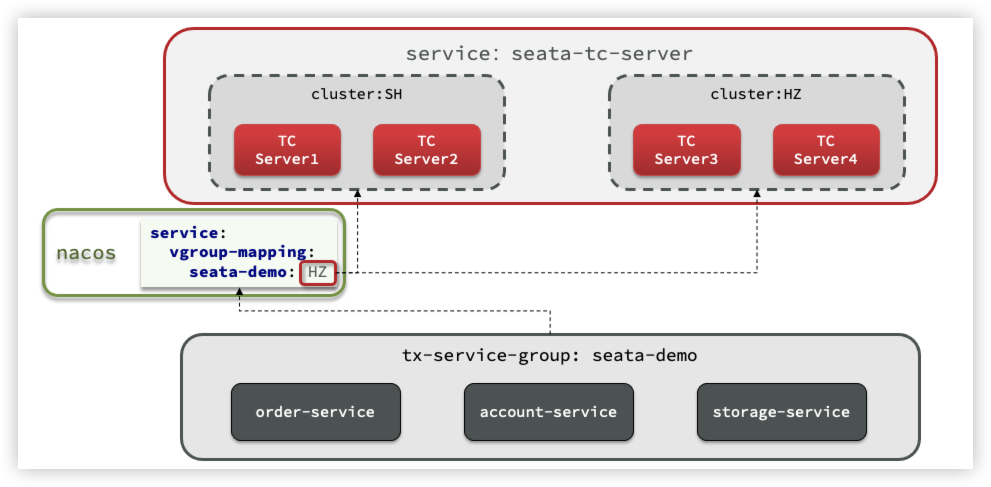 service: seata-tc-server
cluster:SH
TC
Server1
TC
Server2
cluster:HZ
TC
Server3
TC
Server4
nacos
service:
vgroup-mapping:
seata-demo: HZ
tx-service-group: seata-demo
order-service
account-service
storage-service